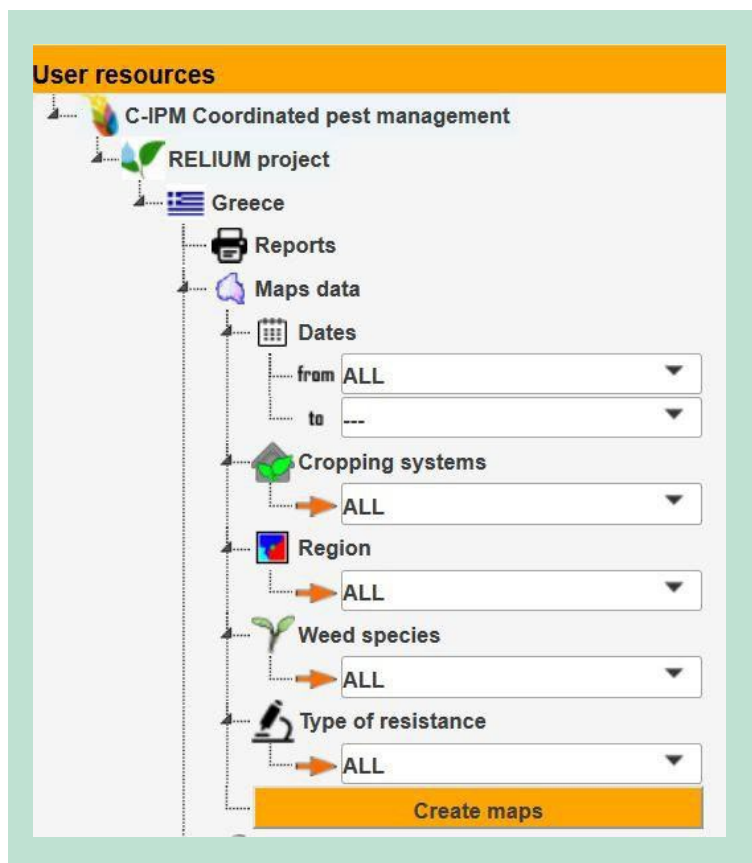 User resources
C-IPM Coordinated pest management
RELIUM project
Greece
Reports
Maps data
Dates
from ALL
to ---
Cropping systems
ALL
Region
ALL
Weed species
ALL
Type of resistance
ALL
Create maps